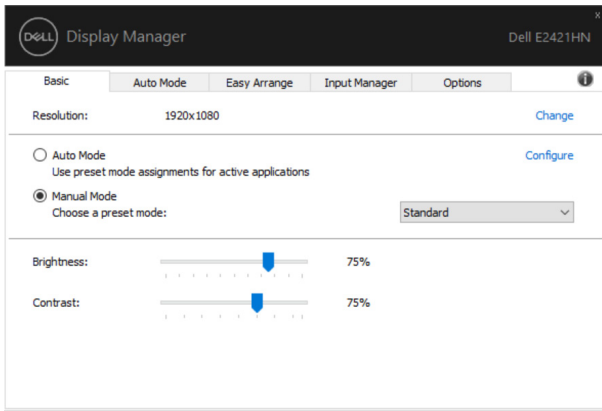 x
DELL Display Manager Dell E2421HN
Basic Auto Mode Easy Arrange Input Manager Options i
Resolution: 1920x1080 Change
Auto Mode Configure
Use preset mode assignments for active applications
Manual Mode
Choose a preset mode: Standard
Brightness: 75%
Contrast: 75%